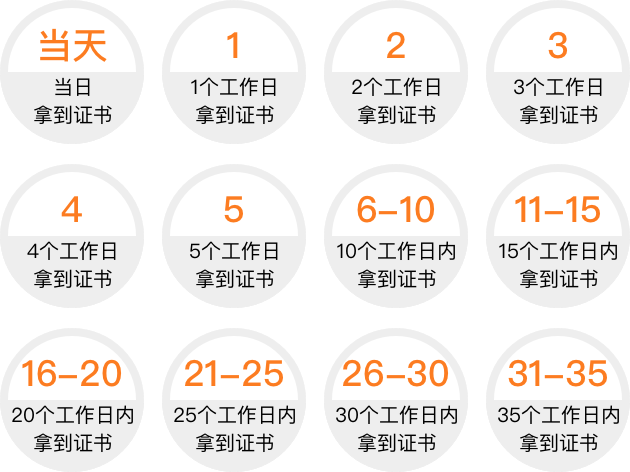 当天
当日
拿到证书
1
1个工作日
拿到证书
2
2个工作日
拿到证书
3
3个工作日
拿到证书
4
4个工作日
拿到证书
5
5个工作日
拿到证书
6–10
10个工作日内
拿到证书
11–15
15个工作日内
拿到证书
16–20
20个工作日内
拿到证书
21–25
25个工作日内
拿到证书
26–30
30个工作日内
拿到证书
31–35
35个工作日内
拿到证书